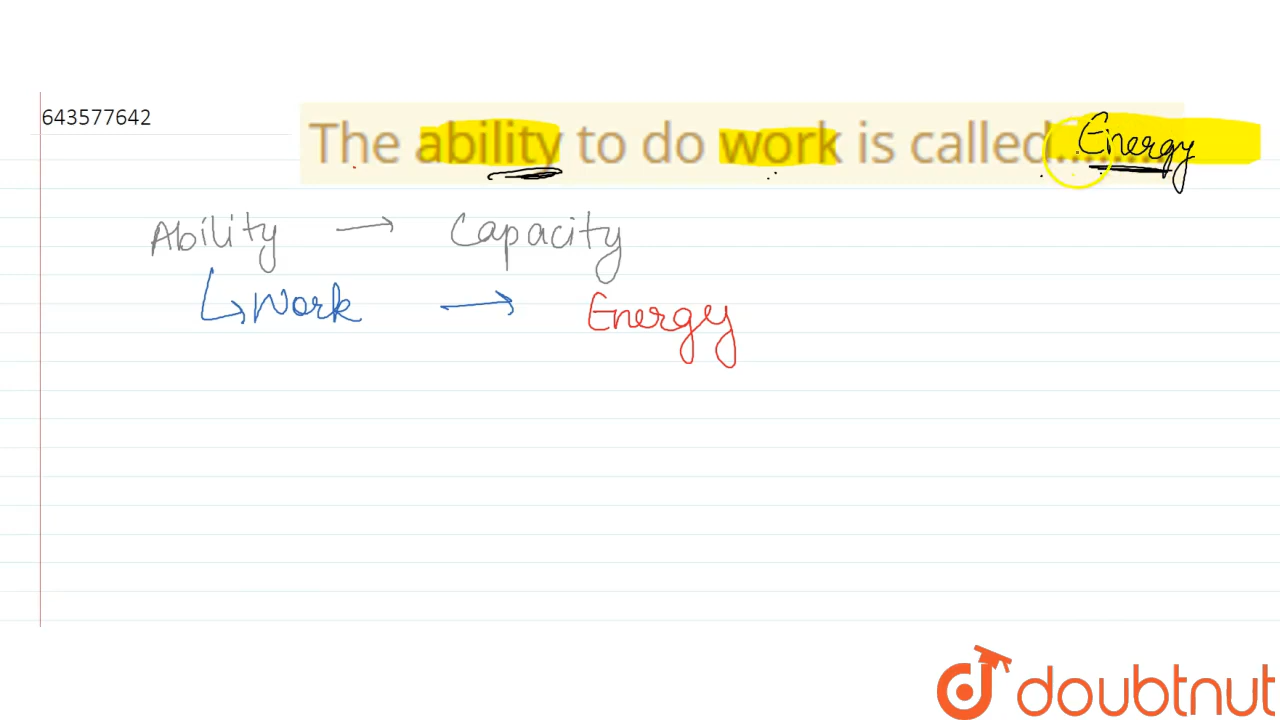 643577642
The ability to do work is called......... Energy
Ability → Capacity
↳ Work → Energy
doubtnut